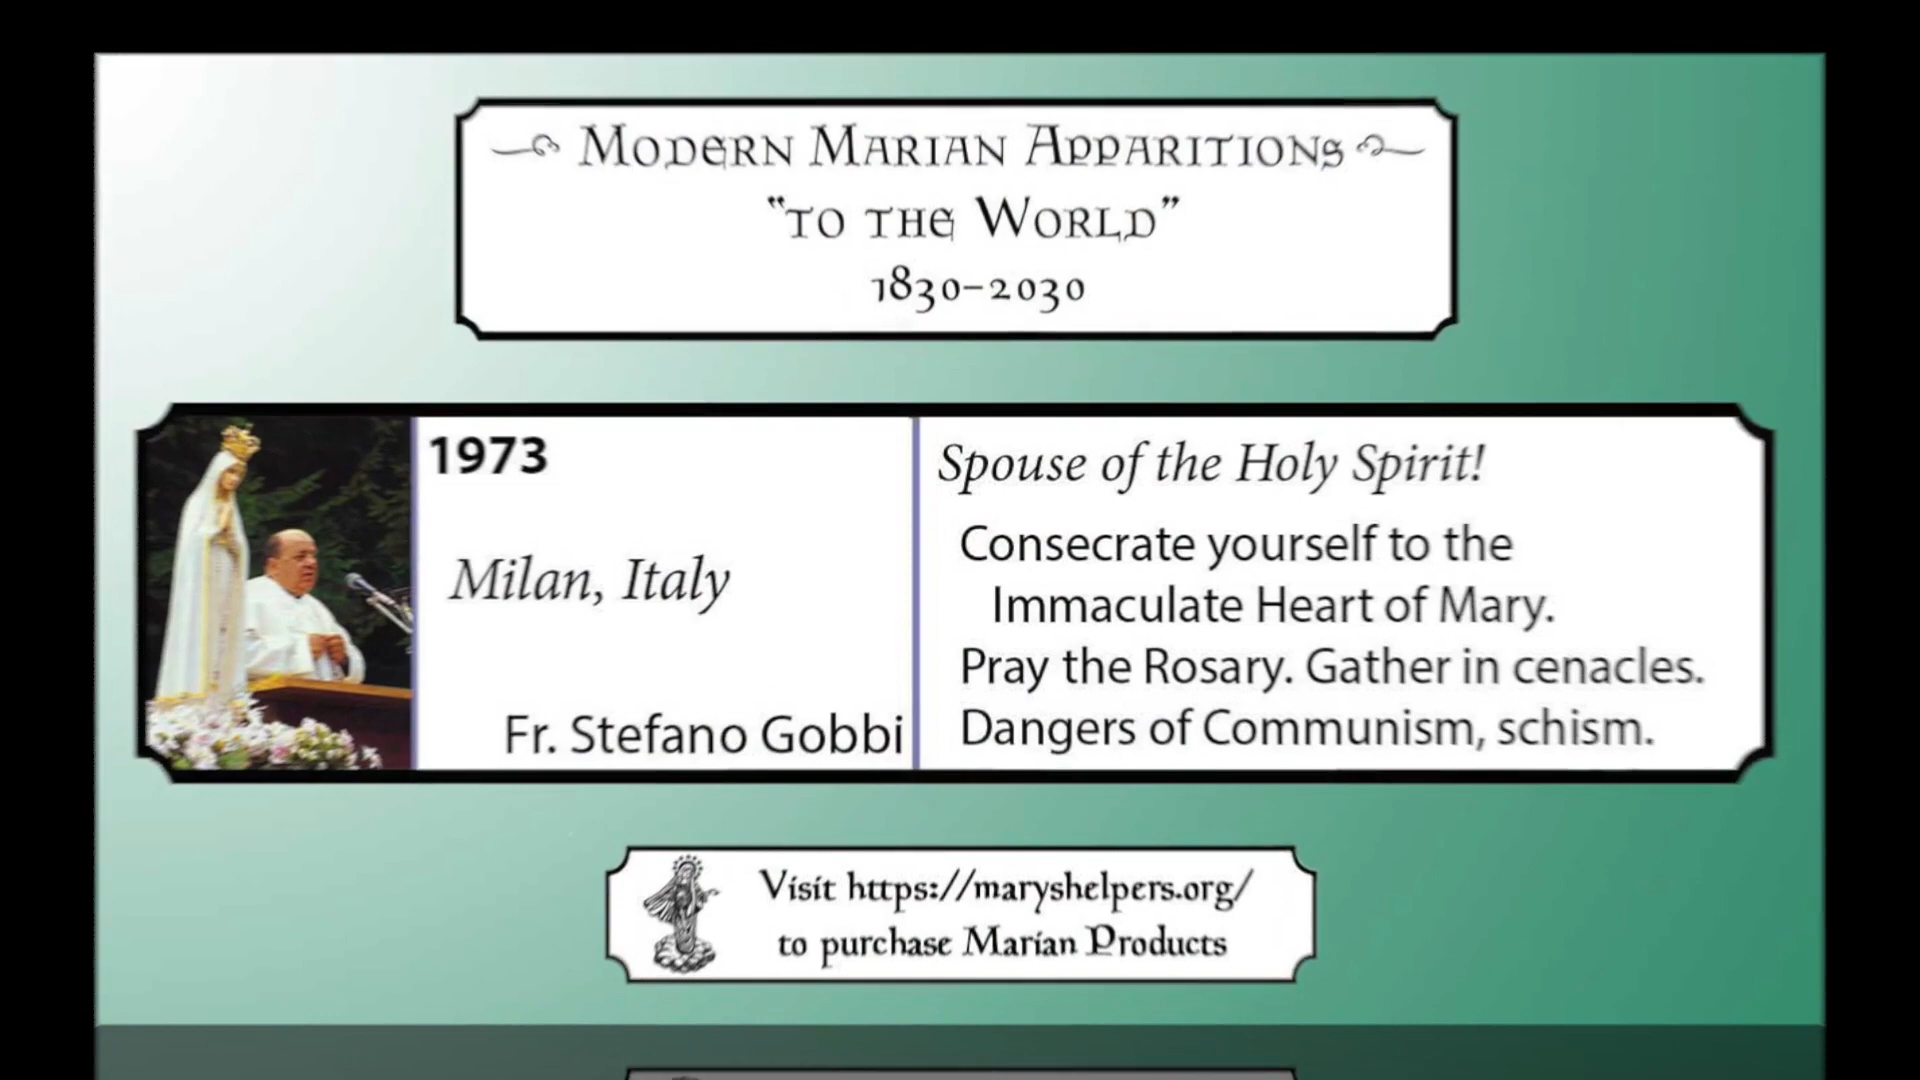 Modern Marian Apparitions
"to the World"
1830–2030
1973
Milan, Italy
Fr. Stefano Gobbi
Spouse of the Holy Spirit!
Consecrate yourself to the
Immaculate Heart of Mary.
Pray the Rosary. Gather in cenacles.
Dangers of Communism, schism.
Visit https://maryshelpers.org/
to purchase Marian Products